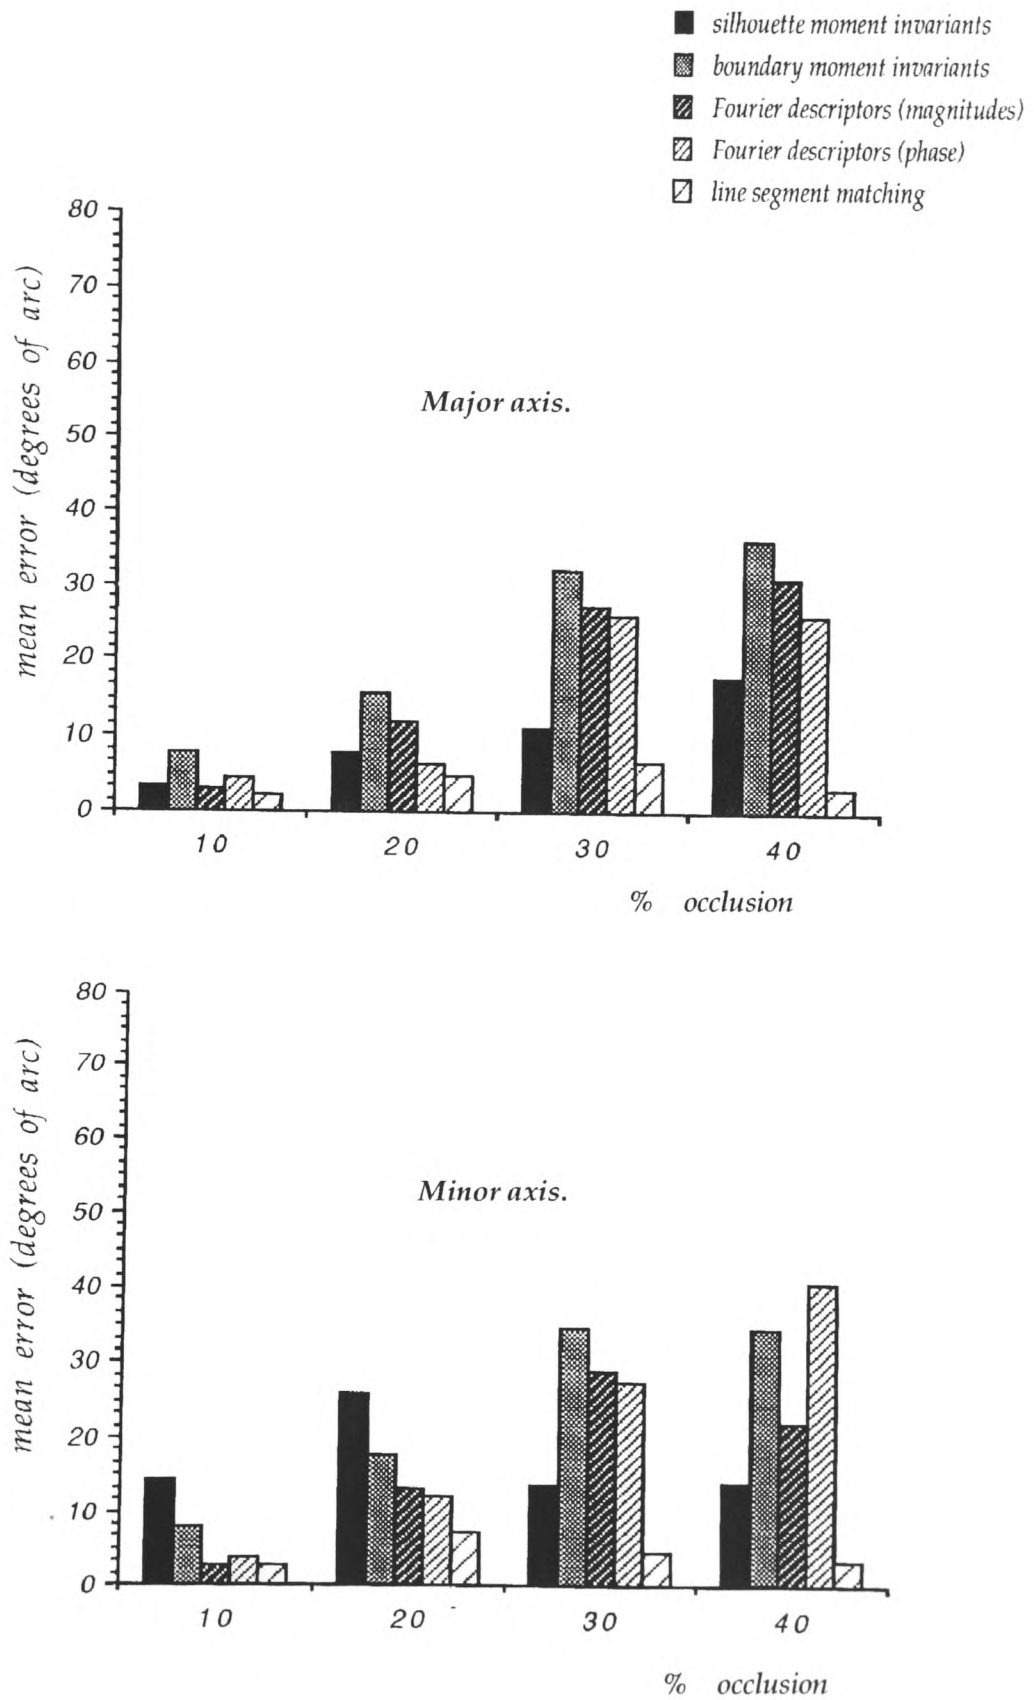 silhouette moment invariants
boundary moment invariants
Fourier descriptors (magnitudes)
Fourier descriptors (phase)
line segment matching
80
70
60
50
40
30
20
10
0
mean error (degrees of arc)
Major axis.
10 20 30 40
% occlusion
80
70
60
50
40
30
20
10
0
mean error (degrees of arc)
Minor axis.
10 20 30 40
% occlusion